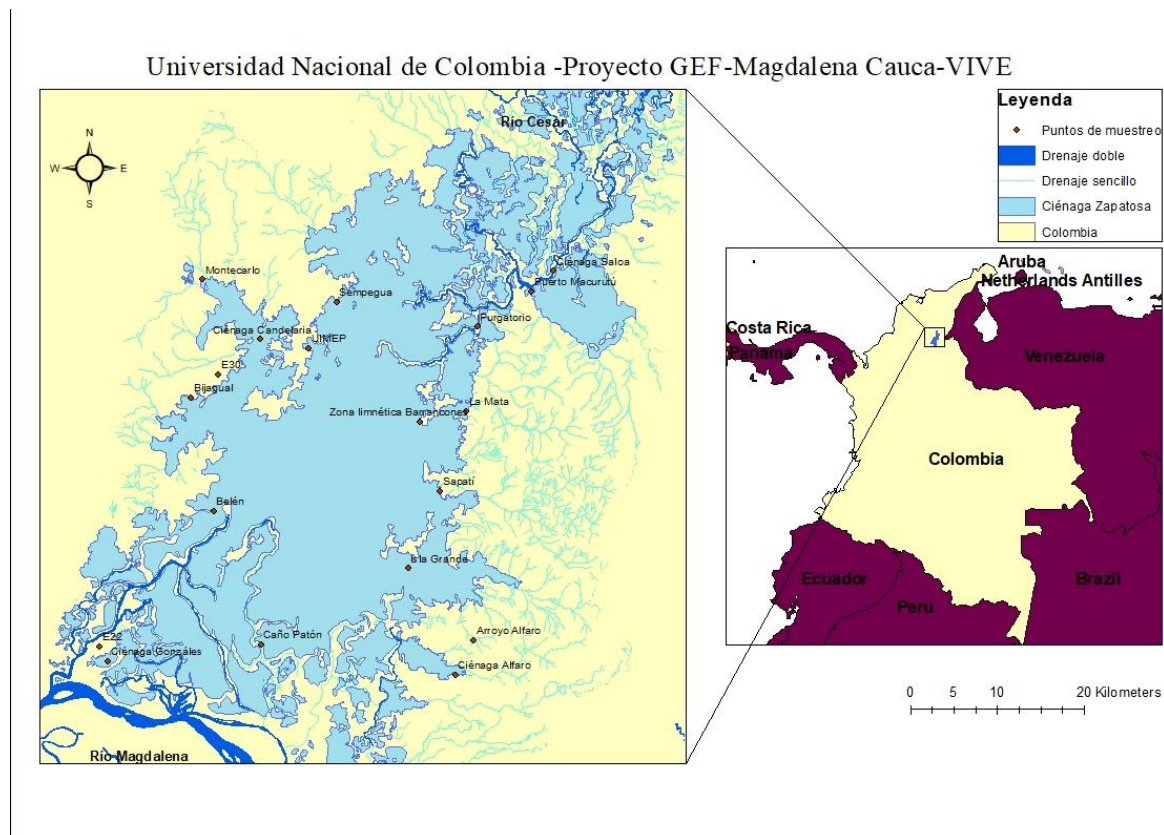 Universidad Nacional de Colombia -Proyecto GEF-Magdalena Cauca-VIVE
N
W
E
S
Río Cesar
Montecarlo
Sempegua
Ciénaga Saloa
Puerto Macurutú
Purgatorio
Ciénaga Candelaria
UIMEP
E30
Bijagual
La Mata
Zona limnética Barrancones
Sapatí
Belén
Isla Grande
Arroyo Alfaro
Caño Patón
E22
Ciénaga Gonzáles
Ciénaga Alfaro
Río Magdalena
Leyenda
Puntos de muestreo
Drenaje doble
Drenaje sencillo
Ciénaga Zapatosa
Colombia
Aruba
Netherlands Antilles
Costa Rica
Panama
Venezuela
Colombia
Ecuador
Peru
Brazil
0 5 10 20 Kilometers